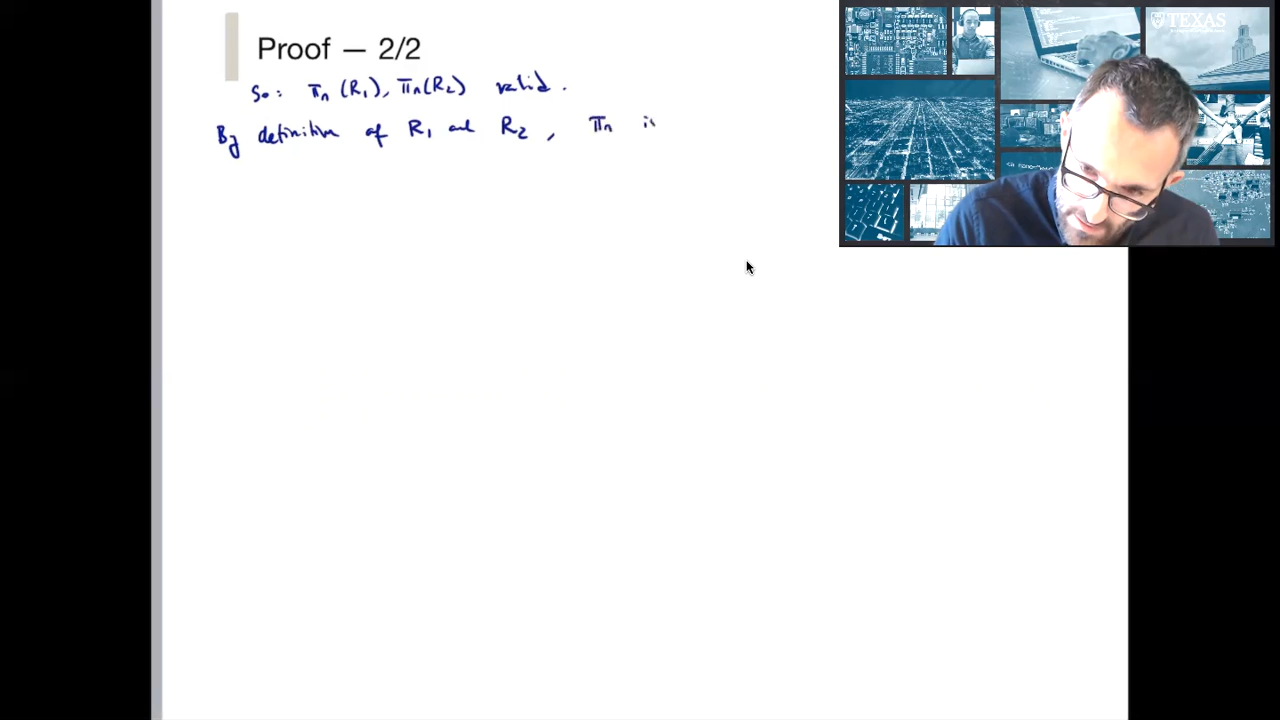 Proof — 2/2
So: πn (R1), πn(R2) valid.
By definition of R1 and R2, πn is
TEXAS